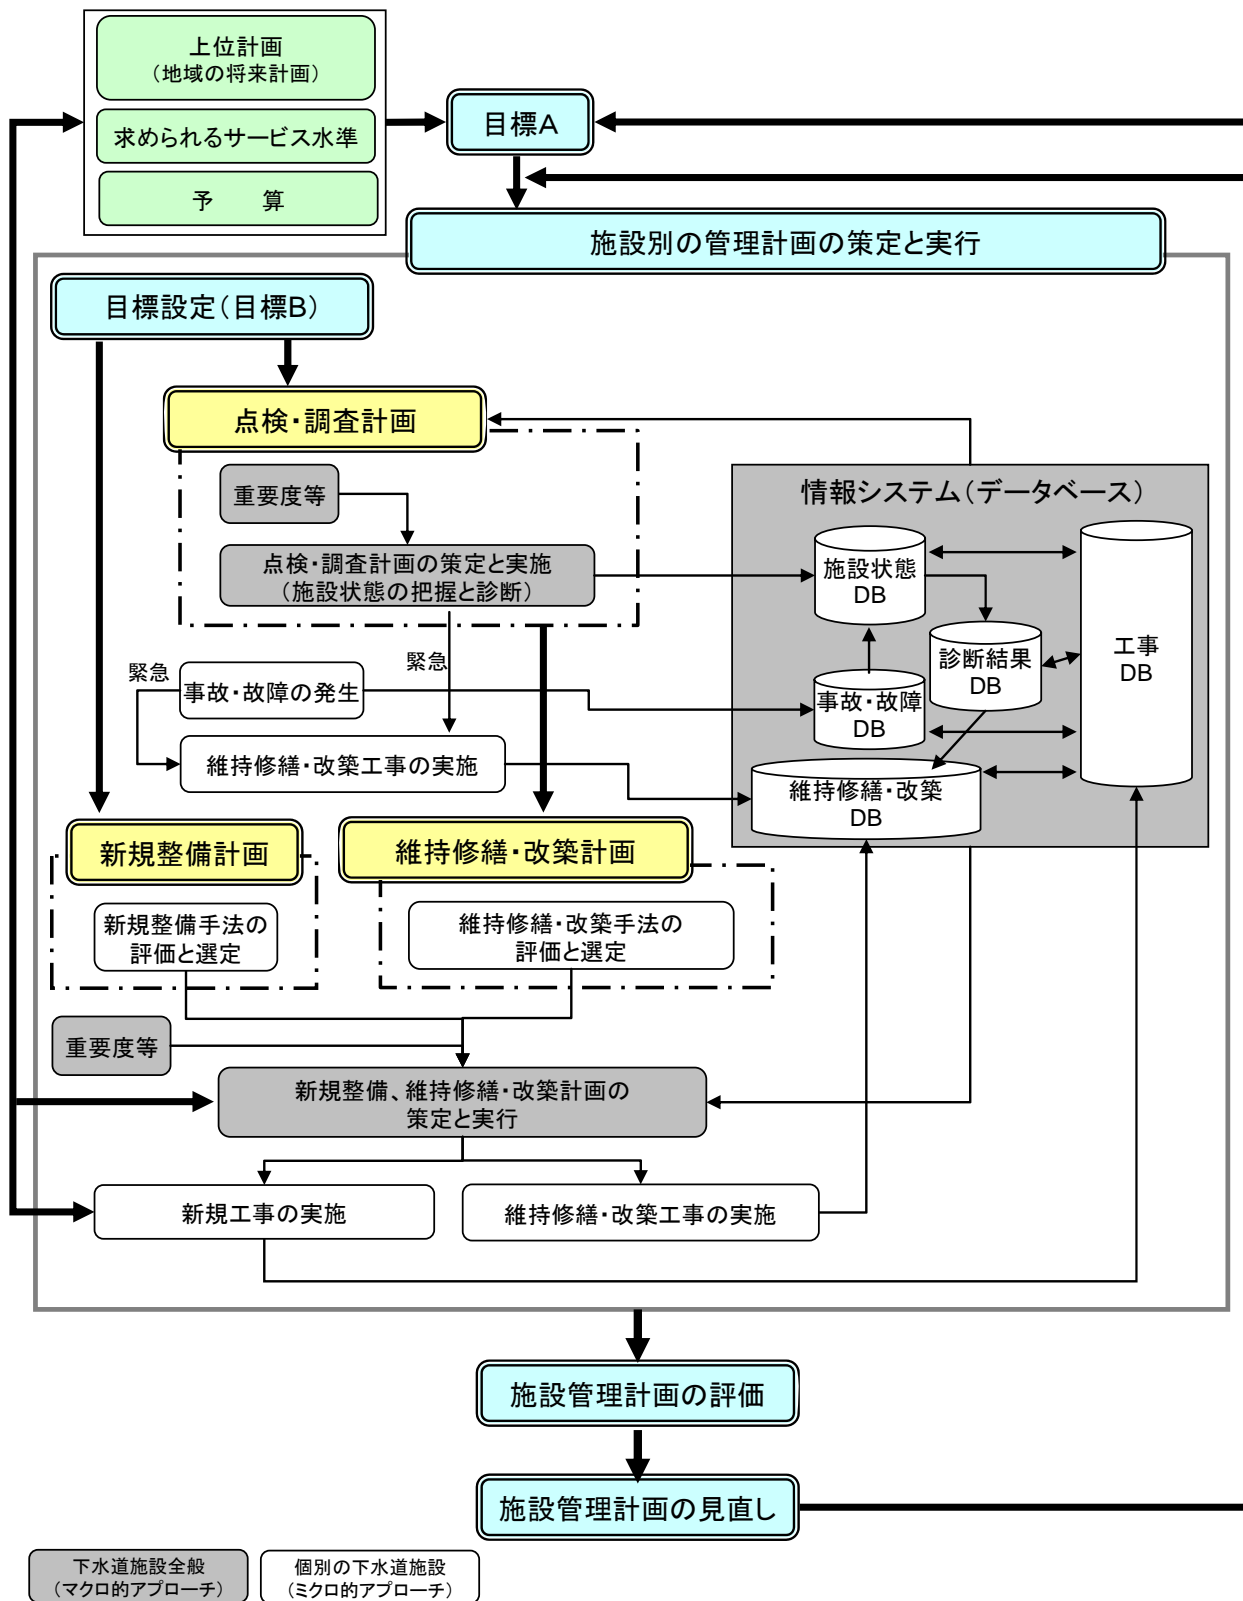 上位計画
（地域の将来計画）
求められるサービス水準
予　　算
目標A
施設別の管理計画の策定と実行
目標設定（目標B）
点検・調査計画
重要度等
点検・調査計画の策定と実施
（施設状態の把握と診断）
情報システム（データベース）
施設状態
DB
診断結果
DB
工事
DB
事故・故障
DB
維持修繕・改築
DB
緊急
緊急
事故・故障の発生
維持修繕・改築工事の実施
新規整備計画
維持修繕・改築計画
新規整備手法の
評価と選定
維持修繕・改築手法の
評価と選定
重要度等
新規整備、維持修繕・改築計画の
策定と実行
新規工事の実施
維持修繕・改築工事の実施
施設管理計画の評価
施設管理計画の見直し
下水道施設全般
（マクロ的アプローチ）
個別の下水道施設
（ミクロ的アプローチ）